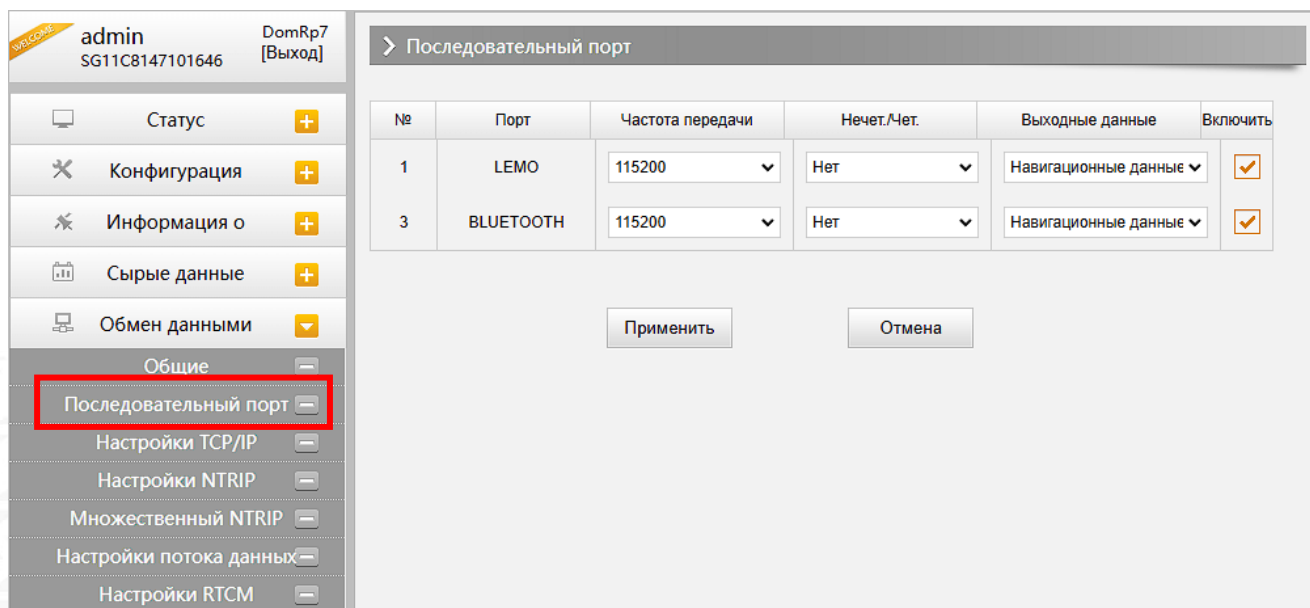 WELCOME
admin DomRp7
SG11C8147101646 [Выход]
Последовательный порт
Статус
Конфигурация
Информация о
Сырые данные
Обмен данными
Общие
Последовательный порт
Настройки TCP/IP
Настройки NTRIP
Множественный NTRIP
Настройки потока данных
Настройки RTCM
№ Порт Частота передачи Нечет./Чет. Выходные данные Включить
1 LEMO 115200 Нет Навигационные данные
3 BLUETOOTH 115200 Нет Навигационные данные
Применить Отмена